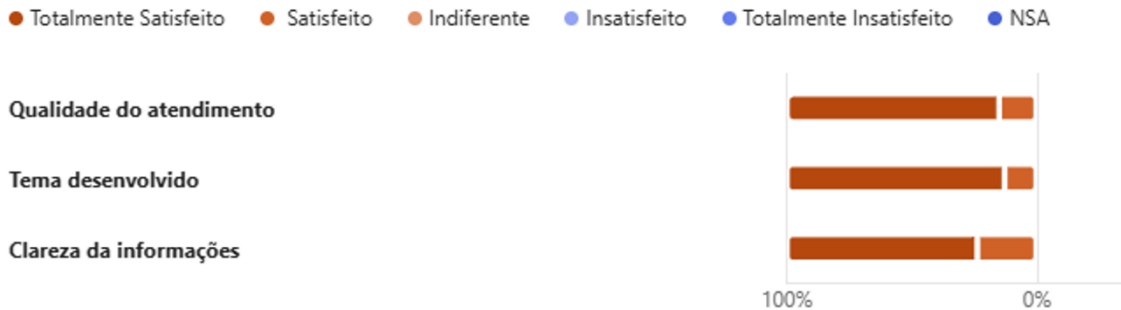 Totalmente Satisfeito Satisfeito Indiferente Insatisfeito Totalmente Insatisfeito NSA
Qualidade do atendimento
Tema desenvolvido
Clareza da informações
100% 0%